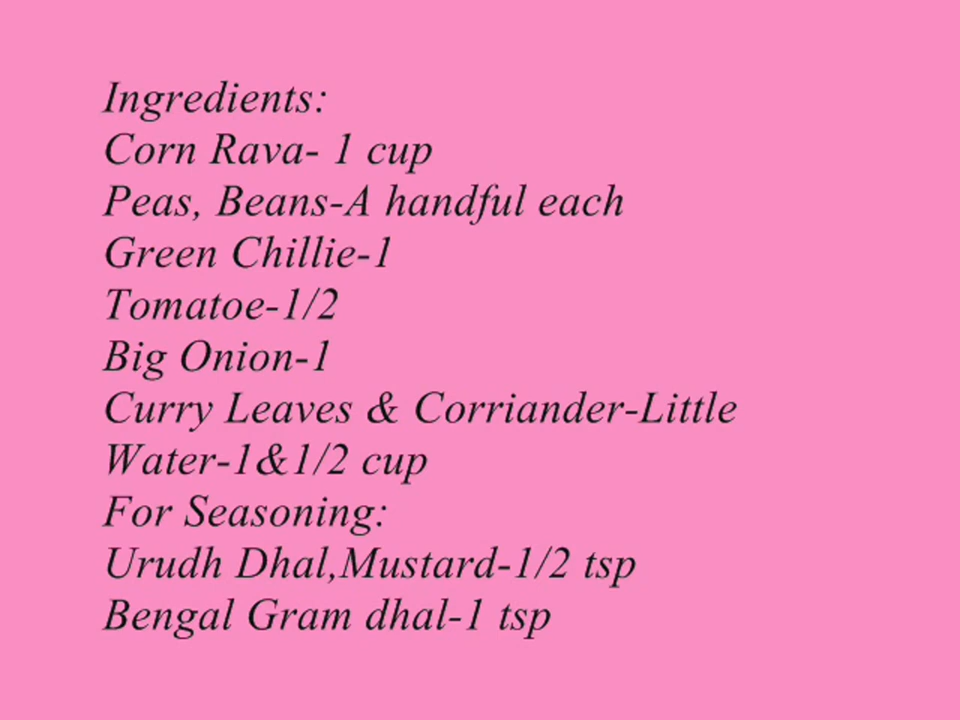 Ingredients:
Corn Rava- 1 cup
Peas, Beans-A handful each
Green Chillie-1
Tomatoe-1/2
Big Onion-1
Curry Leaves & Corriander-Little
Water-1&1/2 cup
For Seasoning:
Urudh Dhal,Mustard-1/2 tsp
Bengal Gram dhal-1 tsp